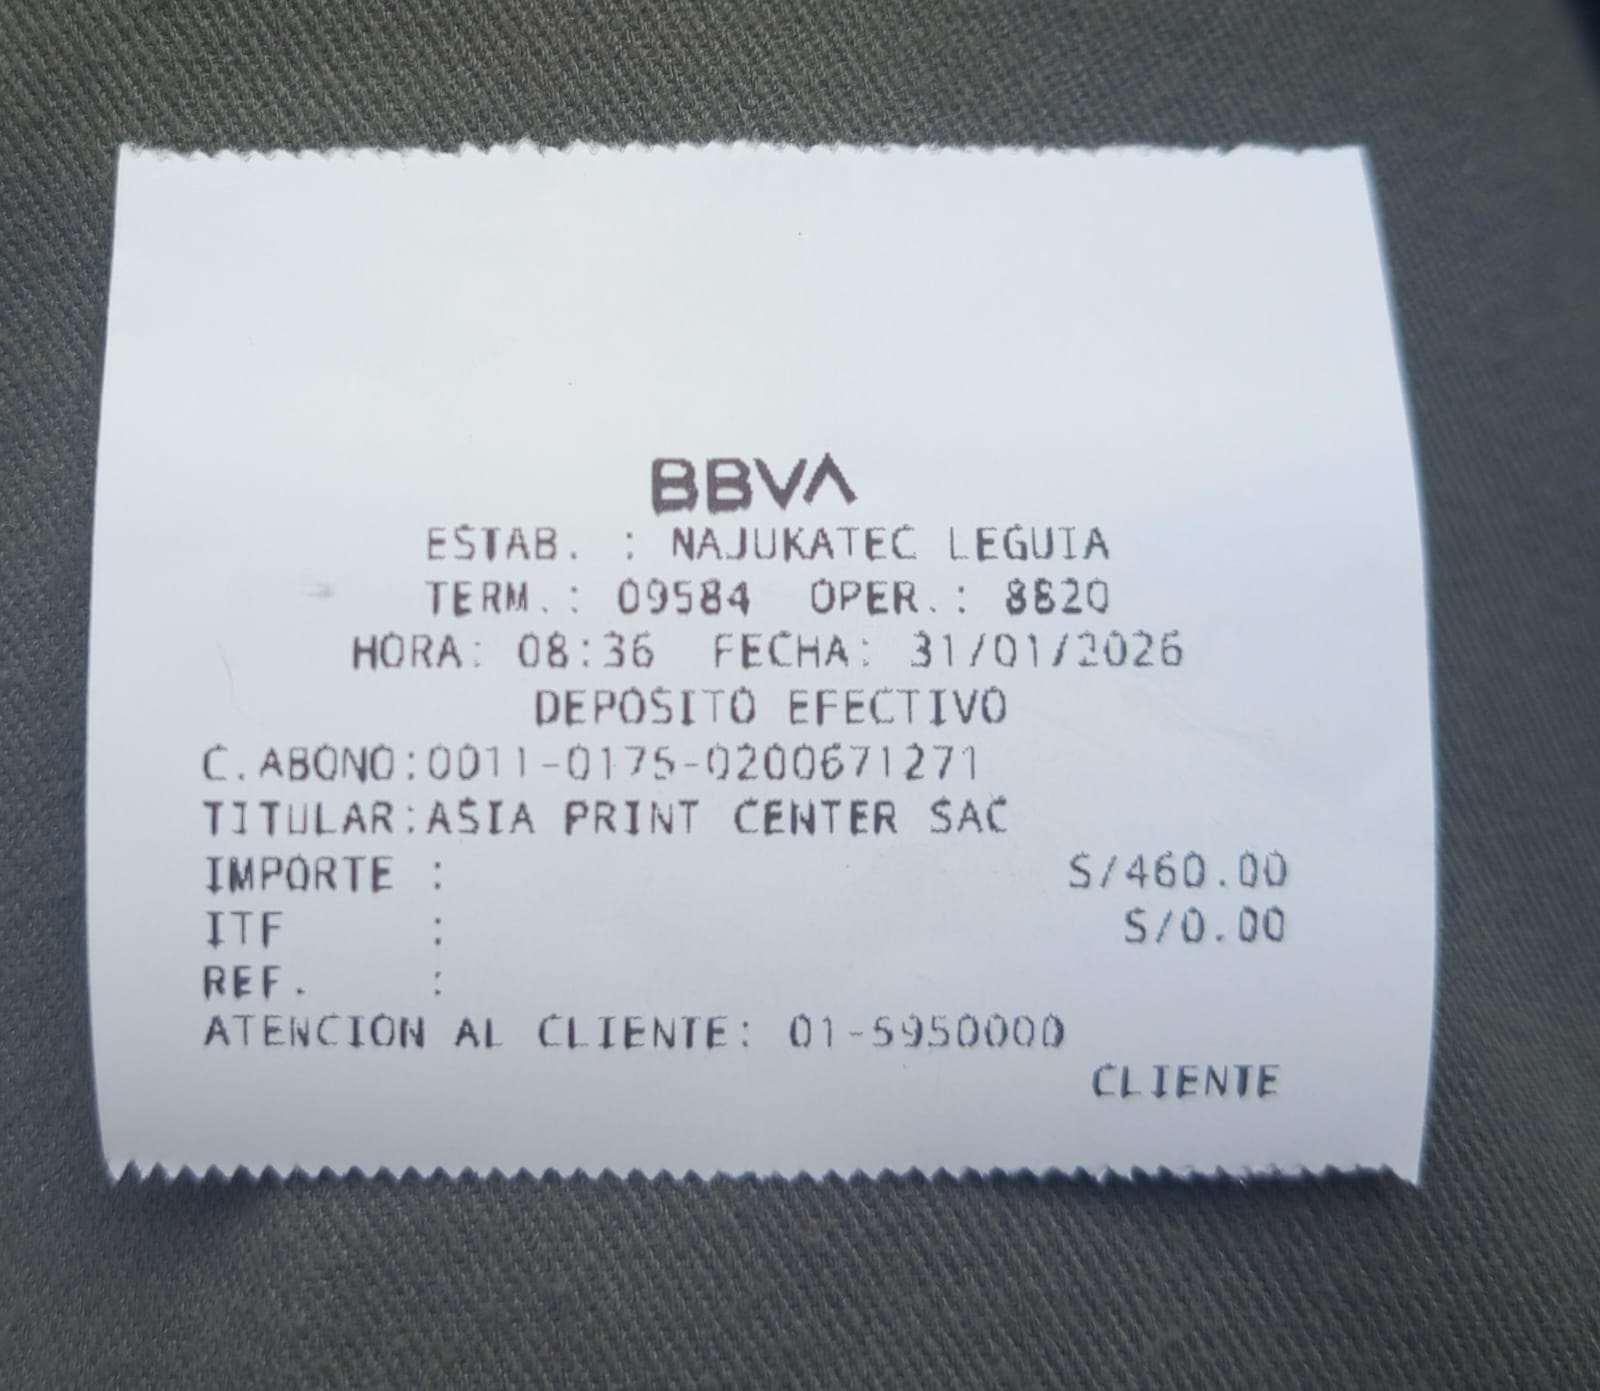 BBVA
ESTAB. : NAJUKATEC LEGUIA
TERM.: 09584 OPER.: 8820
HORA: 08:36 FECHA: 31/01/2026
DEPOSITO EFECTIVO
C.ABONO:0011-0175-0200671271
TITULAR:ASIA PRINT CENTER SAC
IMPORTE : S/460.00
ITF : S/0.00
REF. :
ATENCION AL CLIENTE: 01-5950000
CLIENTE